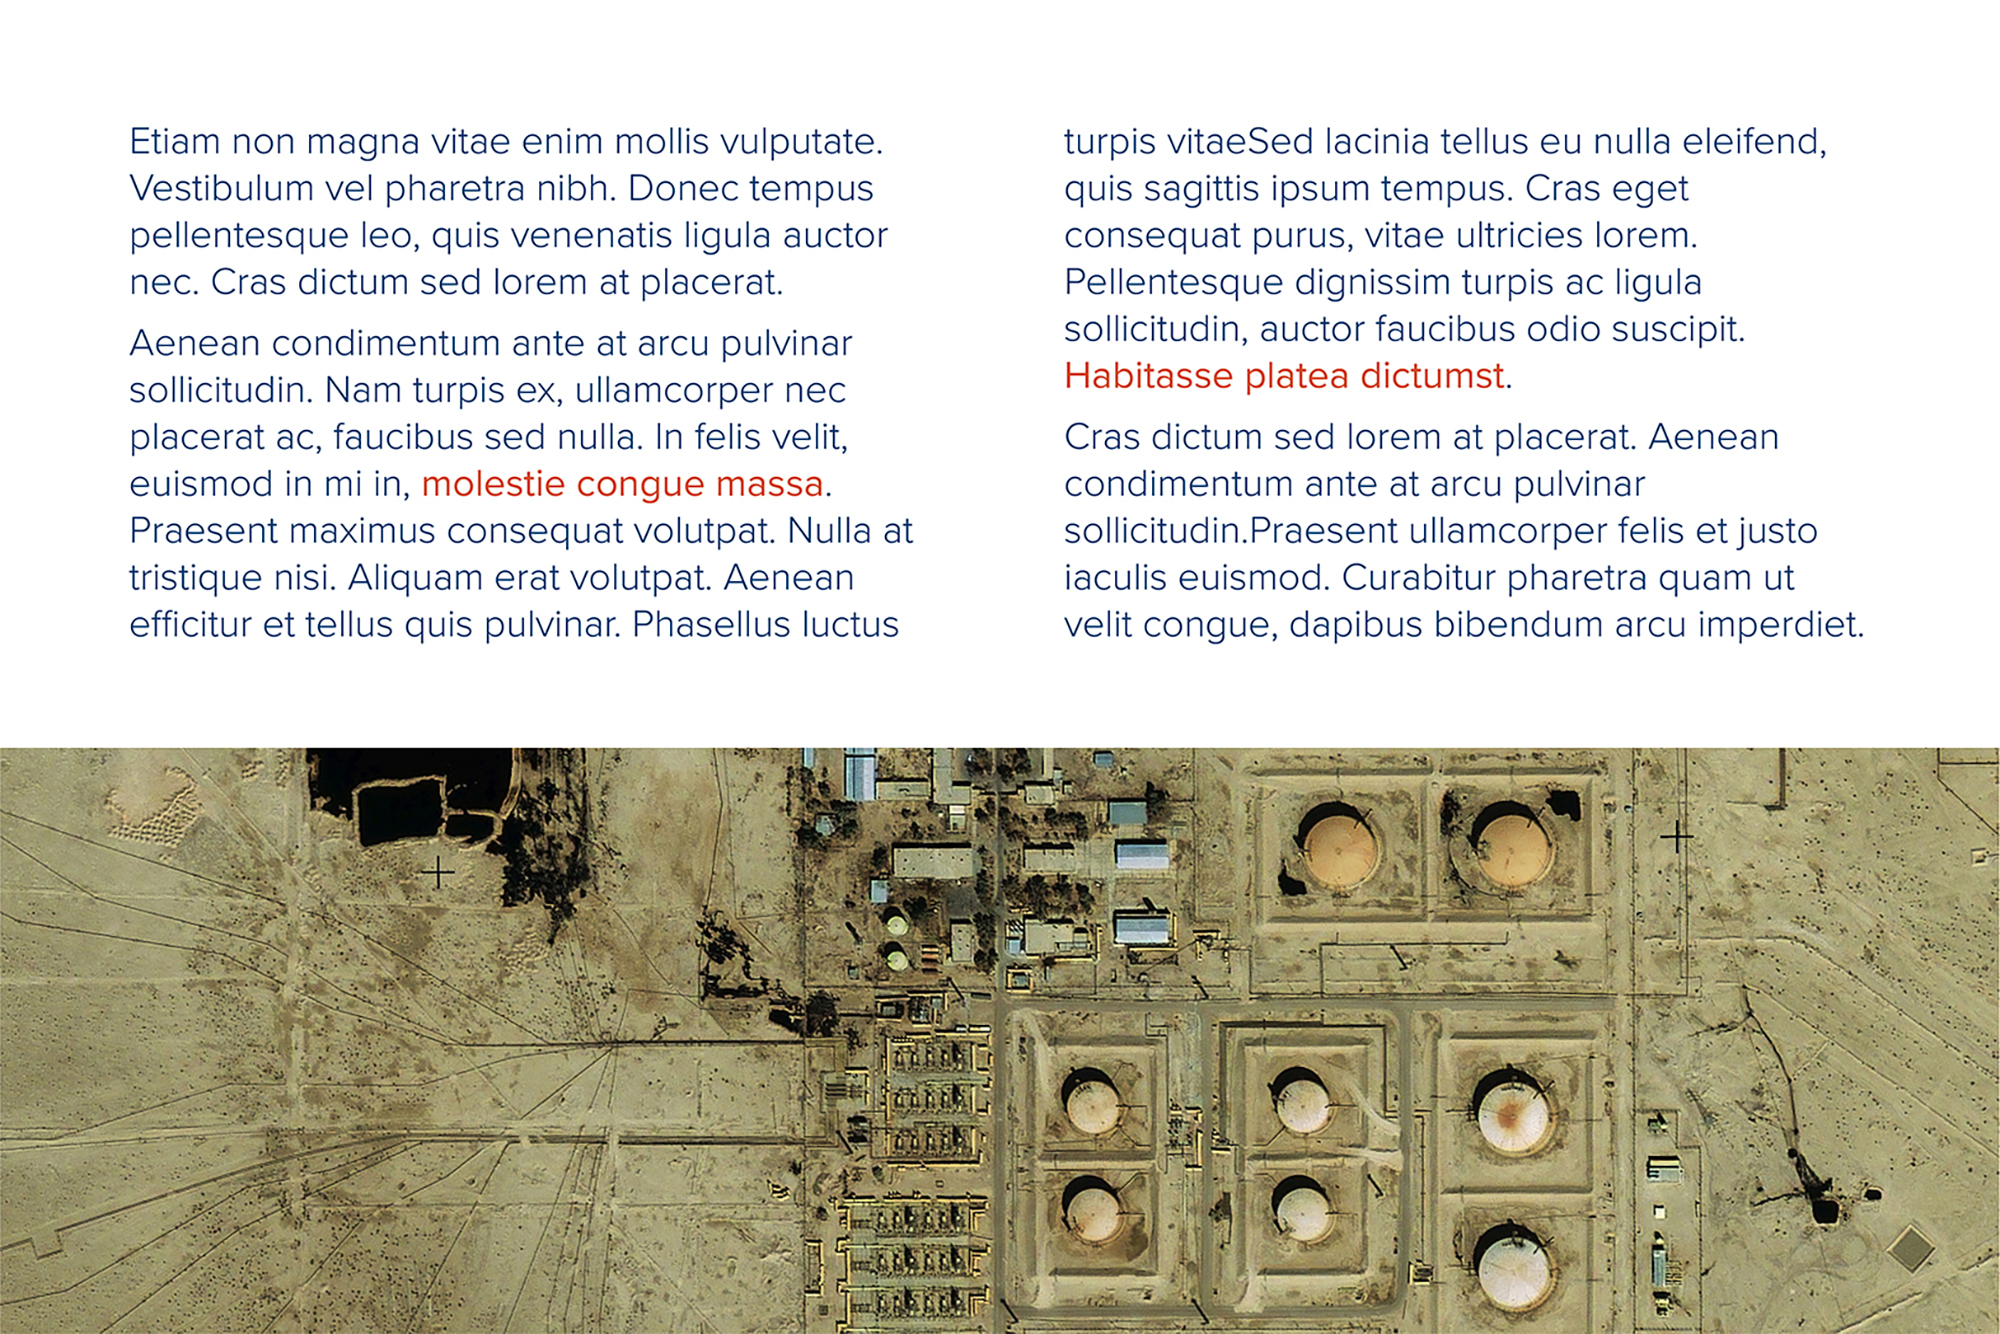 Etiam non magna vitae enim mollis vulputate.
Vestibulum vel pharetra nibh. Donec tempus
pellentesque leo, quis venenatis ligula auctor
nec. Cras dictum sed lorem at placerat.
Aenean condimentum ante at arcu pulvinar
sollicitudin. Nam turpis ex, ullamcorper nec
placerat ac, faucibus sed nulla. In felis velit,
euismod in mi in, molestie congue massa.
Praesent maximus consequat volutpat. Nulla at
tristique nisi. Aliquam erat volutpat. Aenean
efficitur et tellus quis pulvinar. Phasellus luctus
turpis vitaeSed lacinia tellus eu nulla eleifend,
quis sagittis ipsum tempus. Cras eget
consequat purus, vitae ultricies lorem.
Pellentesque dignissim turpis ac ligula
sollicitudin, auctor faucibus odio suscipit.
Habitasse platea dictumst.
Cras dictum sed lorem at placerat. Aenean
condimentum ante at arcu pulvinar
sollicitudin.Praesent ullamcorper felis et justo
iaculis euismod. Curabitur pharetra quam ut
velit congue, dapibus bibendum arcu imperdiet.